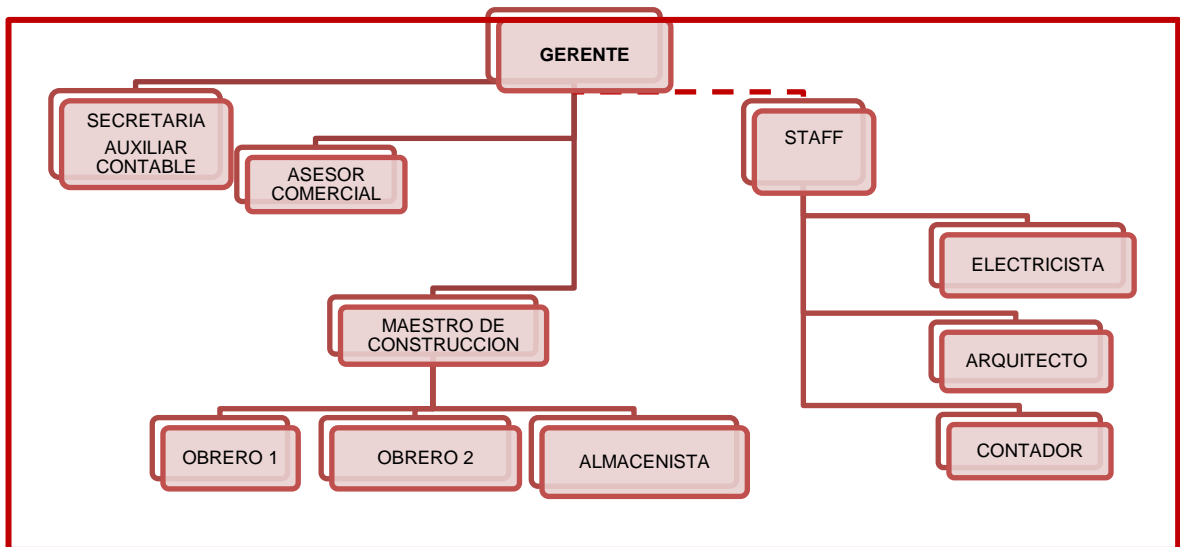 GERENTE
SECRETARIA
AUXILIAR
CONTABLE
ASESOR
COMERCIAL
STAFF
ELECTRICISTA
MAESTRO DE
CONSTRUCCION
ARQUITECTO
OBRERO 1
OBRERO 2
ALMACENISTA
CONTADOR